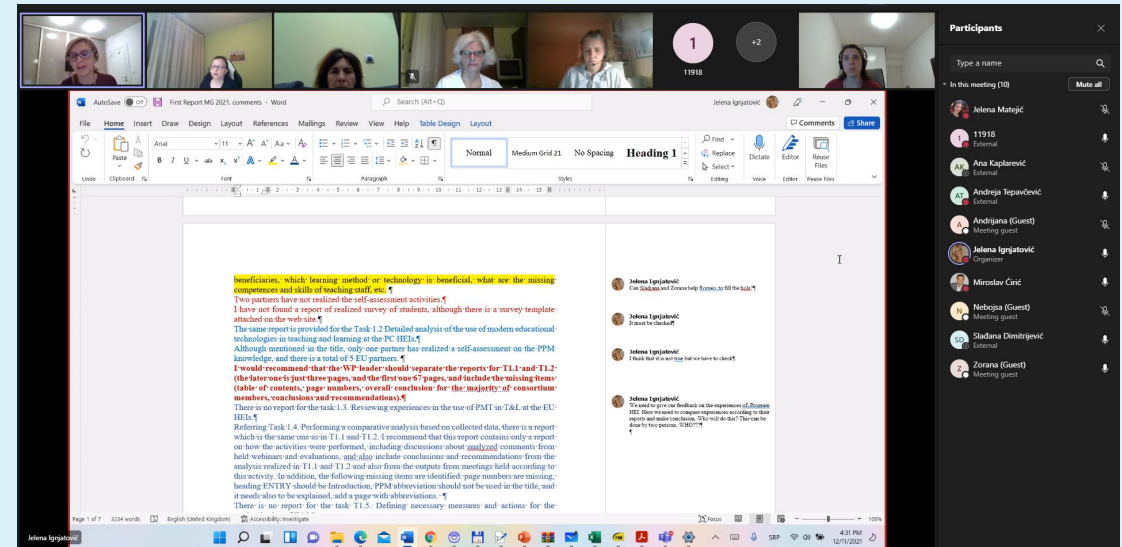 11918
1
+2
AutoSave Off First Report MG 2021. comments - Word
Search (Alt+Q)
Jelena Ignjatović
File Home Insert Draw Design Layout References Mailings Review View Help Table Design Layout
Comments Share
Paste
Arial 11
Normal Medium Grid 21 No Spacing Heading 1
Find
Replace
Select
Dictate Editor Reuse Files
Undo Clipboard Font Paragraph Styles Editing Voice Editor Reuse Files
beneficiaries, which learning method or technology is beneficial, what are the missing
competences and skills of teaching staff, etc. ¶
Two partners have not realized the self-assessment activities.¶
I have not found a report of realized survey of students, although there is a survey template
attached on the web site.¶
The same report is provided for the Task 1.2 Detailed analysis of the use of modern educational
technologies in teaching and learning at the PC HEIs.¶
Although mentioned in the title, only one partner has realized a self-assessment on the PPM
knowledge, and there is a total of 5 EU partners. ¶
I would recommend that the WP leader should separate the reports for T1.1 and T1.2
(the later one is just three pages, and the first one 67 pages, and include the missing items
(table of contents, page numbers, overall conclusion for the majority of consortium
members, conclusions and recommendations).¶
There is no report for the task 1.3. Reviewing experiences in the use of PMT in T&L at the EU
HEIs.¶
Referring Task 1.4. Performing a comparative analysis based on collected data, there is a report
which is the same one as in T1.1 and T1.2. I recommend that this report contains only a report
on how the activities were performed, including discussions about analyzed comments from
held webinars and evaluations, and also include conclusions and recommendations from the
analysis realized in T1.1 and T1.2 and also from the outputs from meetings held according to
this activity. In addition, the following missing items are identified: page numbers are missing,
heading ENTRY should be Introduction, PPM abbreviation should not be used in the title, and
it needs also to be explained, add a page with abbreviations. ¶
There is no report for the task T1.5. Defining necessary measures and actions for the
Jelena Ignjatović
Can Sladjana and Zorana help Romeo to fill the hole?¶
Jelena Ignjatović
It must be checked¶
Jelena Ignjatović
I think that it is not true but we have to check¶
Jelena Ignjatović
We need to give our feedback on the experiences of Program
HEI. Here we need to compare experiences according to their
reports and make conclusion. Who will do this? This can be
done by two persons. WHO???¶
¶
Page 1 of 7 3234 words English (United Kingdom) Accessibility: Investigate
Focus 100%
Jelena Ignjatović
SRP
4:31 PM
12/11/2021
Participants
Type a name
In this meeting (10)
Mute all
Jelena Matejić
1
11918
External
AK
Ana Kaplarević
External
AT
Andreja Tepavčević
External
A
Andrijana (Guest)
Meeting guest
Jelena Ignjatović
Organizer
Miroslav Ćirić
N
Nebojsa (Guest)
Meeting guest
SD
Slađana Dimitrijević
External
Z
Zorana (Guest)
Meeting guest